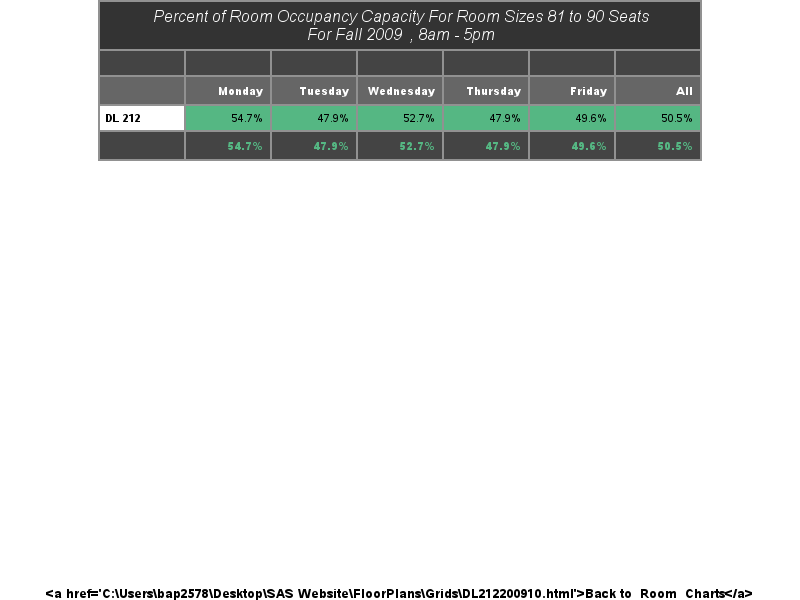 Percent of Room Occupancy Capacity For Room Sizes 81 to 90 Seats
For Fall 2009 , 8am - 5pm
Monday Tuesday Wednesday Thursday Friday All
DL 212 54.7% 47.9% 52.7% 47.9% 49.6% 50.5%
54.7% 47.9% 52.7% 47.9% 49.6% 50.5%
<a href='C:\Users\bap2578\Desktop\SAS Website\FloorPlans\Grids\DL212200910.html'>Back to Room Charts</a>